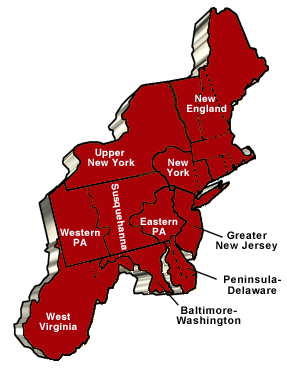 New
England
Upper
New York
New
York
Susquehanna
Eastern
PA
Western
PA
Greater
New Jersey
Peninsula-
Delaware
Baltimore-
Washington
West
Virginia